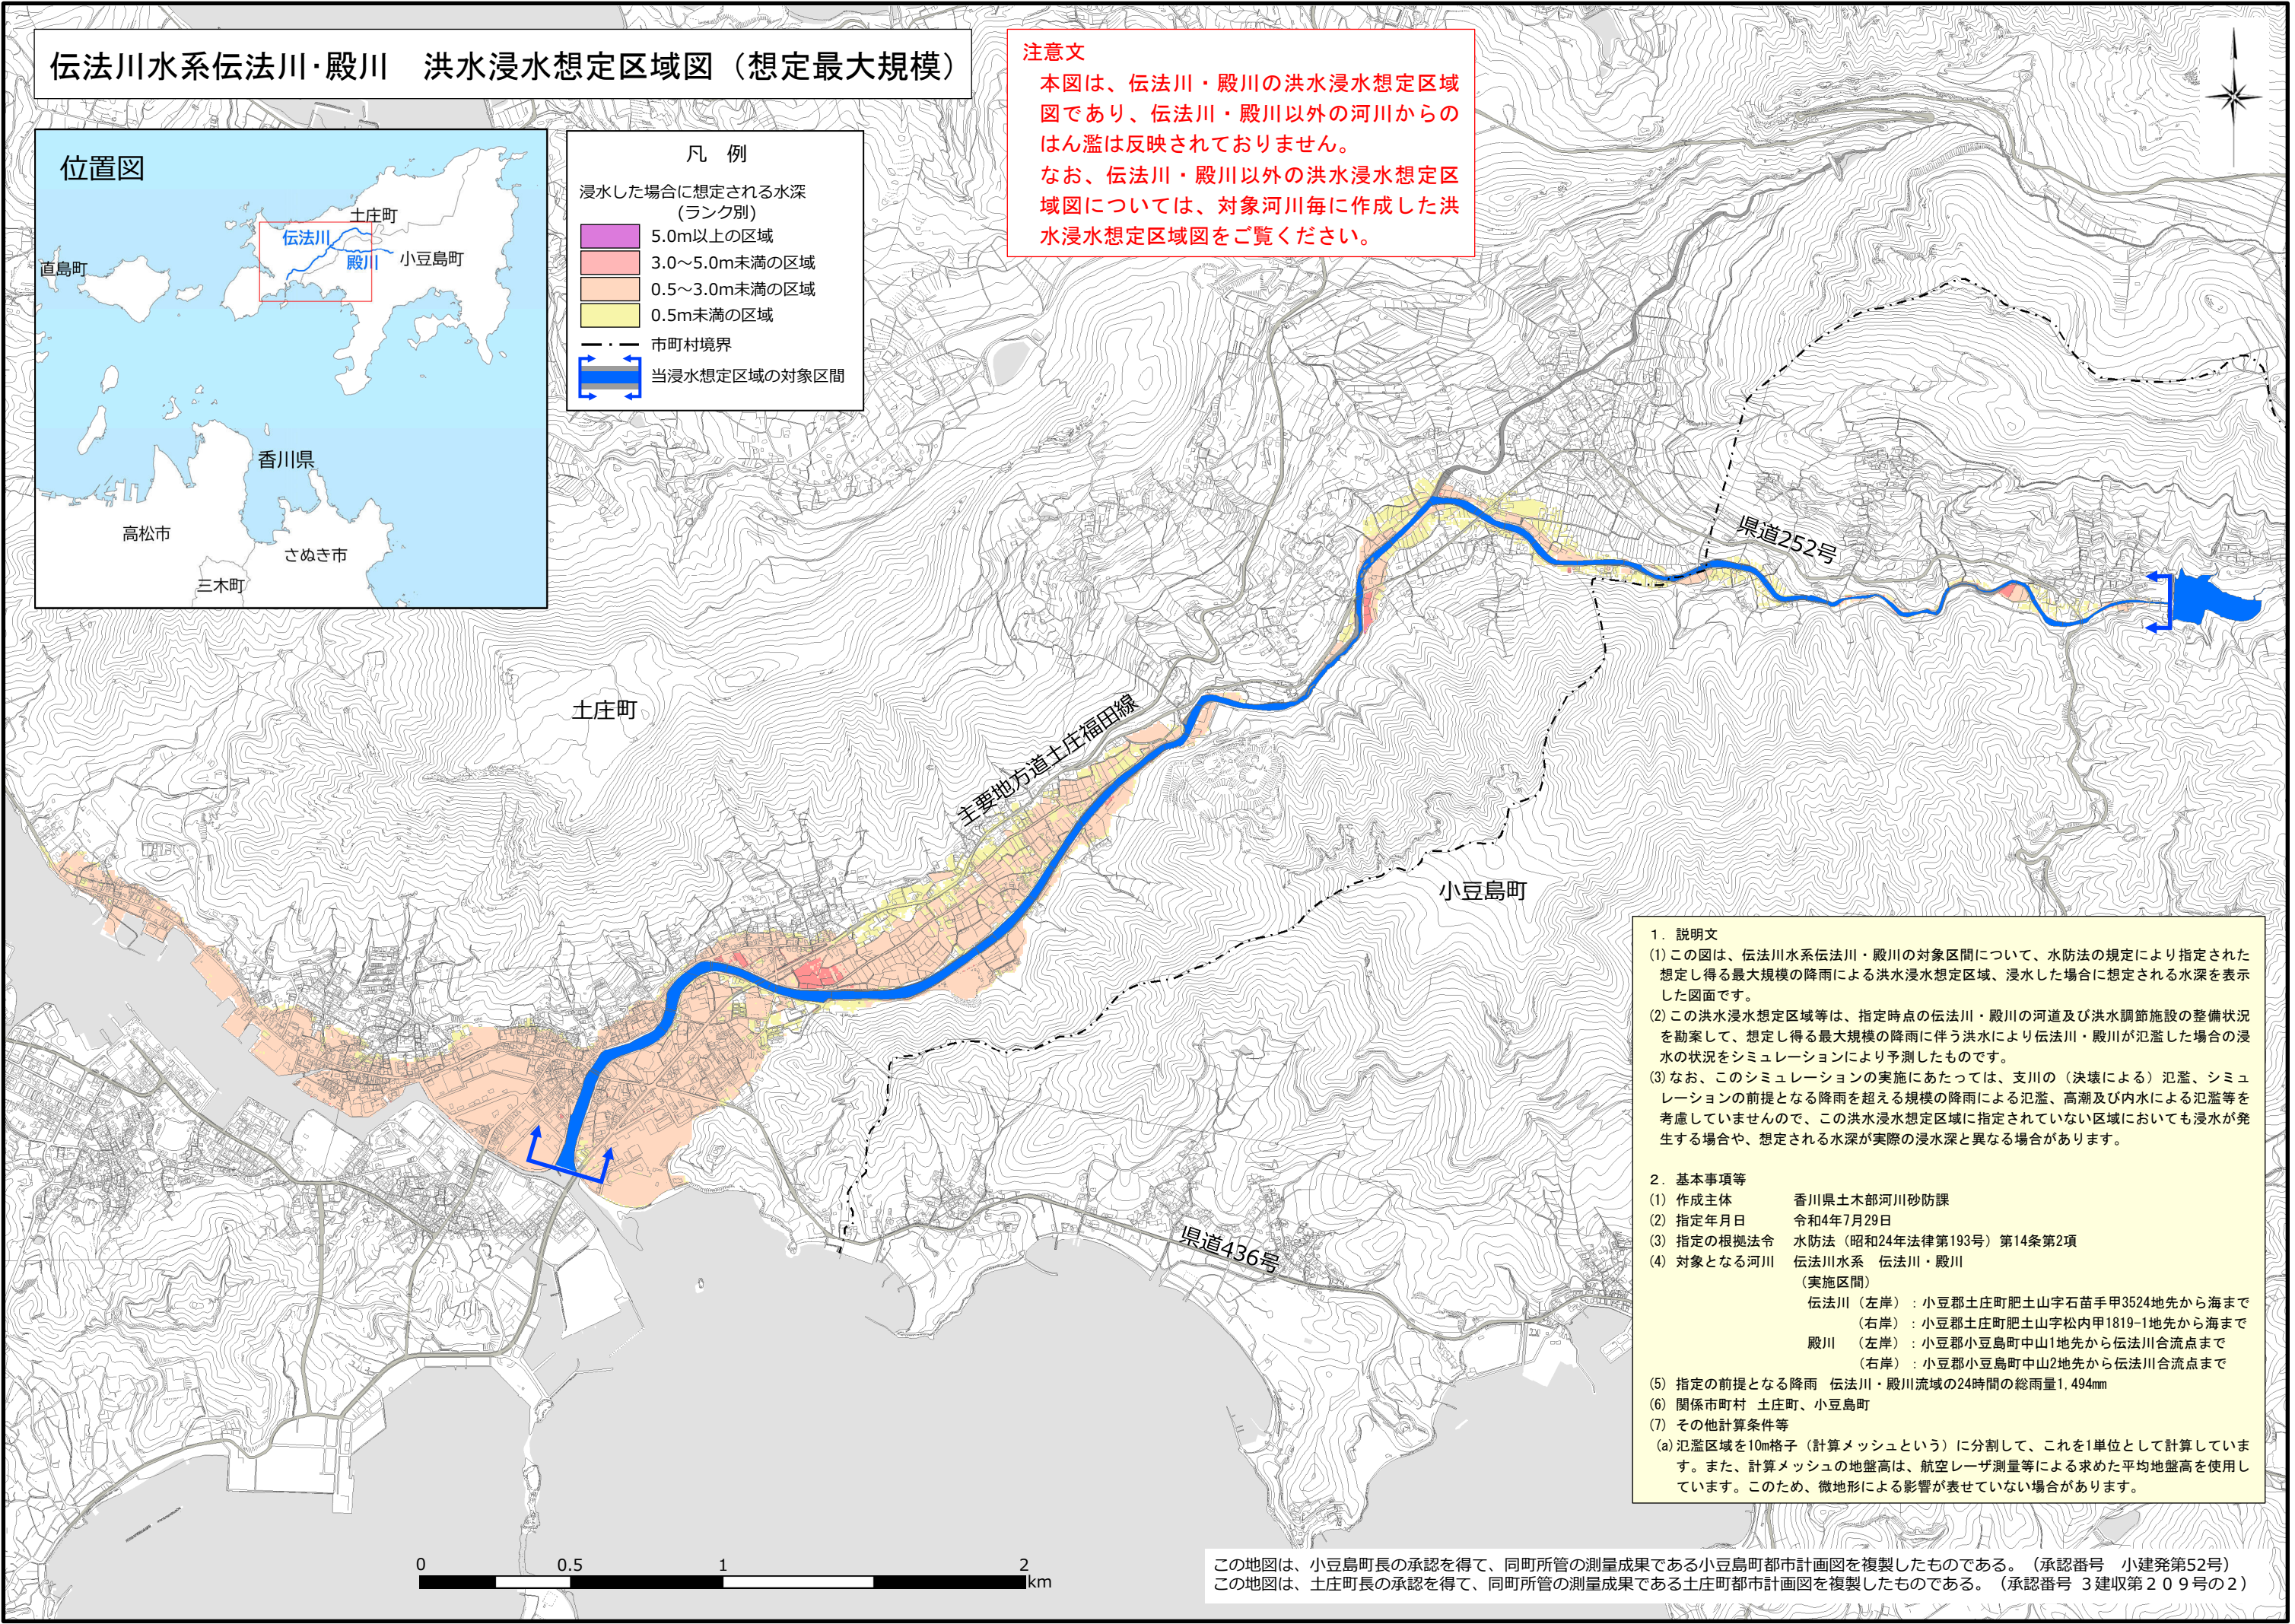 伝法川水系伝法川･殿川　洪水浸水想定区域図（想定最大規模）
注意文
本図は、伝法川・殿川の洪水浸水想定区域
図であり、伝法川・殿川以外の河川からの
はん濫は反映されておりません。
なお、伝法川・殿川以外の洪水浸水想定区
域図については、対象河川毎に作成した洪
水浸水想定区域図をご覧ください。
位置図
土庄町
伝法川
殿川
小豆島町
直島町
香川県
高松市
さぬき市
三木町
凡　例
浸水した場合に想定される水深
(ランク別)
5.0m以上の区域
3.0～5.0m未満の区域
0.5～3.0m未満の区域
0.5m未満の区域
市町村境界
当浸水想定区域の対象区間
県道252号
土庄町
主要地方道土庄福田線
小豆島町
県道436号
1．説明文
(1)この図は、伝法川水系伝法川・殿川の対象区間について、水防法の規定により指定された
想定し得る最大規模の降雨による洪水浸水想定区域、浸水した場合に想定される水深を表示
した図面です。
(2)この洪水浸水想定区域等は、指定時点の伝法川・殿川の河道及び洪水調節施設の整備状況
を勘案して、想定し得る最大規模の降雨に伴う洪水により伝法川・殿川が氾濫した場合の浸
水の状況をシミュレーションにより予測したものです。
(3)なお、このシミュレーションの実施にあたっては、支川の（決壊による）氾濫、シミュ
レーションの前提となる降雨を超える規模の降雨による氾濫、高潮及び内水による氾濫等を
考慮していませんので、この洪水浸水想定区域に指定されていない区域においても浸水が発
生する場合や、想定される水深が実際の浸水深と異なる場合があります。
2．基本事項等
(1) 作成主体　香川県土木部河川砂防課
(2) 指定年月日　令和4年7月29日
(3) 指定の根拠法令　水防法（昭和24年法律第193号）第14条第2項
(4) 対象となる河川　伝法川水系　伝法川・殿川
（実施区間）
伝法川（左岸）：小豆郡土庄町肥土山字石苗手甲3524地先から海まで
（右岸）：小豆郡土庄町肥土山字松内甲1819-1地先から海まで
殿川　（左岸）：小豆郡小豆島町中山1地先から伝法川合流点まで
（右岸）：小豆郡小豆島町中山2地先から伝法川合流点まで
(5) 指定の前提となる降雨　伝法川・殿川流域の24時間の総雨量1,494mm
(6) 関係市町村　土庄町、小豆島町
(7) その他計算条件等
(a)氾濫区域を10m格子（計算メッシュという）に分割して、これを1単位として計算していま
す。また、計算メッシュの地盤高は、航空レーザ測量等による求めた平均地盤高を使用し
ています。このため、微地形による影響が表せていない場合があります。
0 0.5 1 2
km
この地図は、小豆島町長の承認を得て、同町所管の測量成果である小豆島町都市計画図を複製したものである。（承認番号　小建発第52号）
この地図は、土庄町長の承認を得て、同町所管の測量成果である土庄町都市計画図を複製したものである。（承認番号 ３建収第２０９号の２）